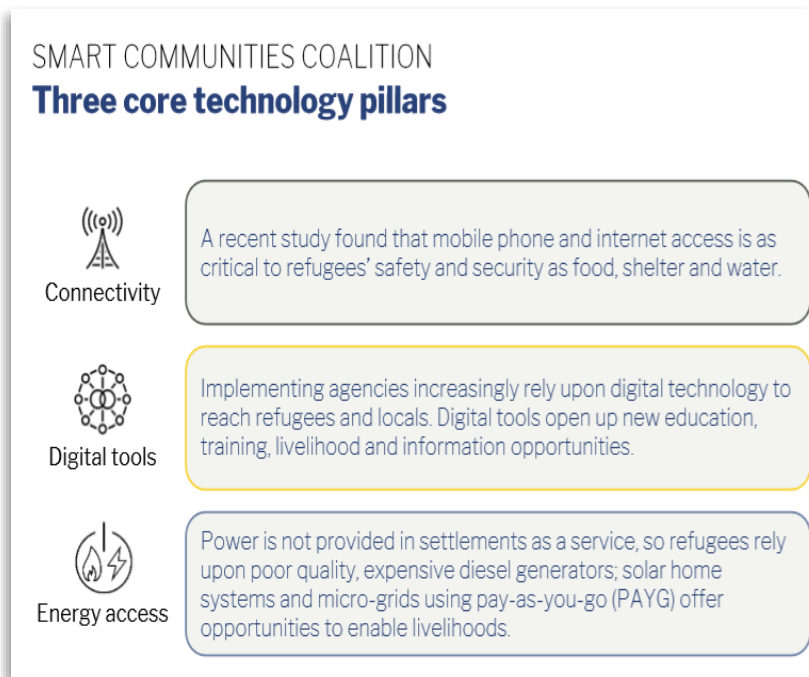 SMART COMMUNITIES COALITION
Three core technology pillars
Connectivity
A recent study found that mobile phone and internet access is as
critical to refugees’ safety and security as food, shelter and water.
Digital tools
Implementing agencies increasingly rely upon digital technology to
reach refugees and locals. Digital tools open up new education,
training, livelihood and information opportunities.
Energy access
Power is not provided in settlements as a service, so refugees rely
upon poor quality, expensive diesel generators; solar home
systems and micro-grids using pay-as-you-go (PAYG) offer
opportunities to enable livelihoods.